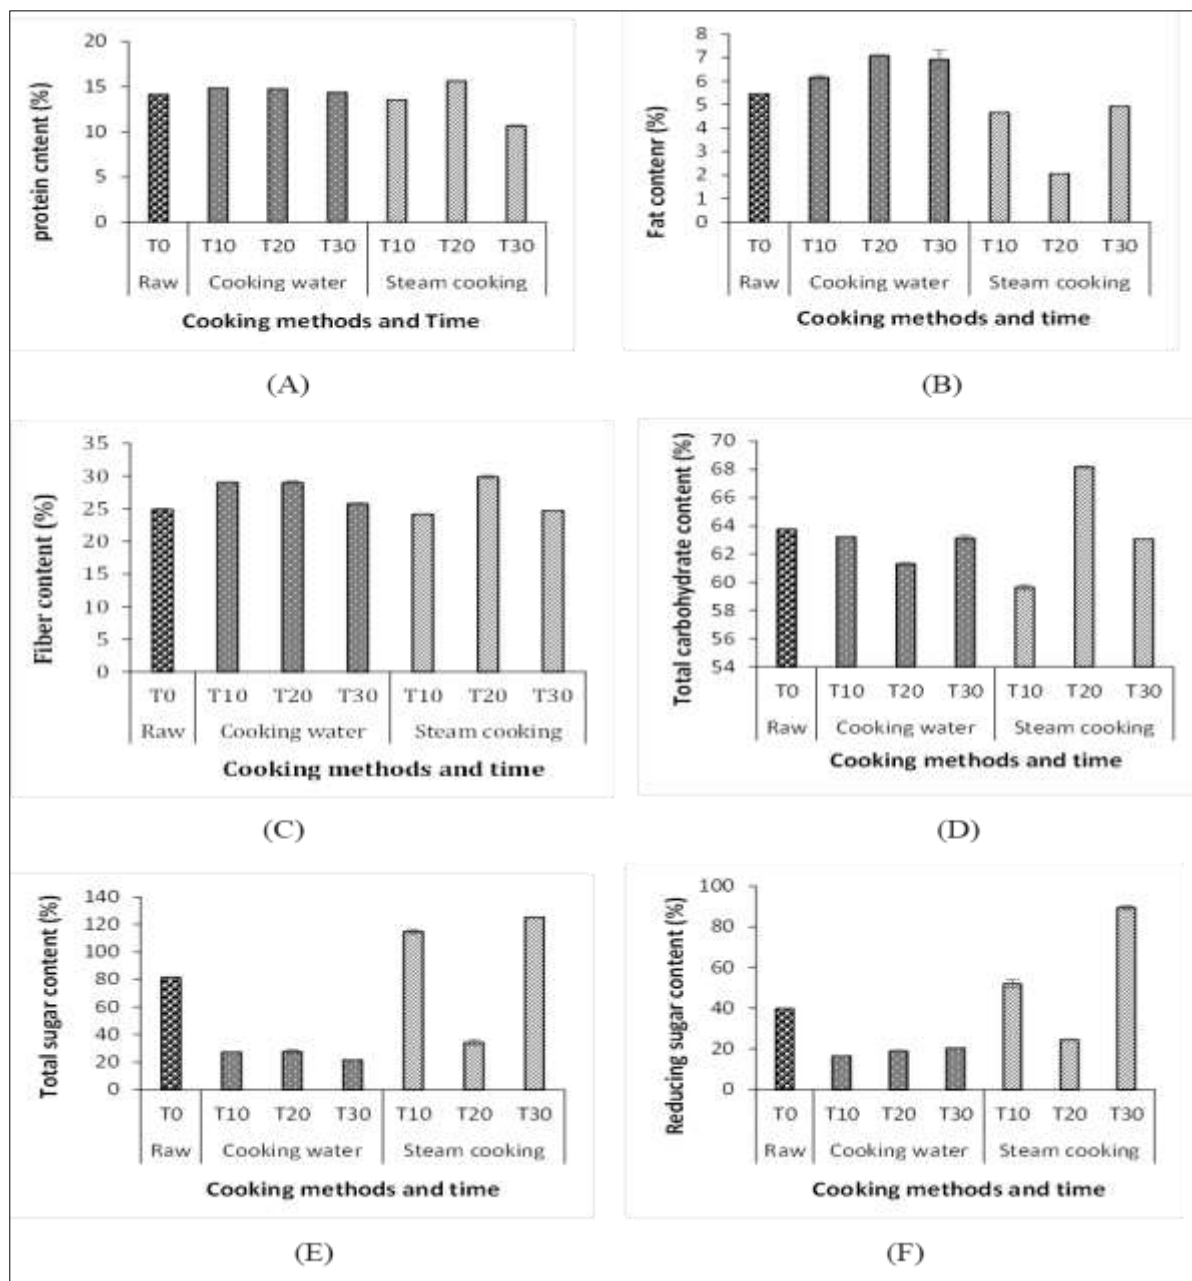 protein cntent (%)
20
15
10
5
0
T0 T10 T20 T30 T10 T20 T30
Raw Cooking water Steam cooking
Cooking methods and Time
(A)
Fat contenr (%)
8
7
6
5
4
3
2
1
0
T0 T10 T20 T30 T10 T20 T30
Raw Cooking water Steam cooking
Cooking methods and time
(B)
Fiber content (%)
35
30
25
20
15
10
5
0
T0 T10 T20 T30 T10 T20 T30
Raw Cooking water Steam cooking
Cooking methods and time
(C)
Total carbohydrate content (%)
70
68
66
64
62
60
58
56
54
T0 T10 T20 T30 T10 T20 T30
Raw Cooking water Steam cooking
Cooking methods and time
(D)
Total sugar content (%)
140
120
100
80
60
40
20
0
T0 T10 T20 T30 T10 T20 T30
Raw Cooking water Steam cooking
Cooking methods and time
(E)
Reducing sugar content (%)
100
80
60
40
20
0
T0 T10 T20 T30 T10 T20 T30
Raw Cooking water Steam cooking
Cooking methods and time
(F)